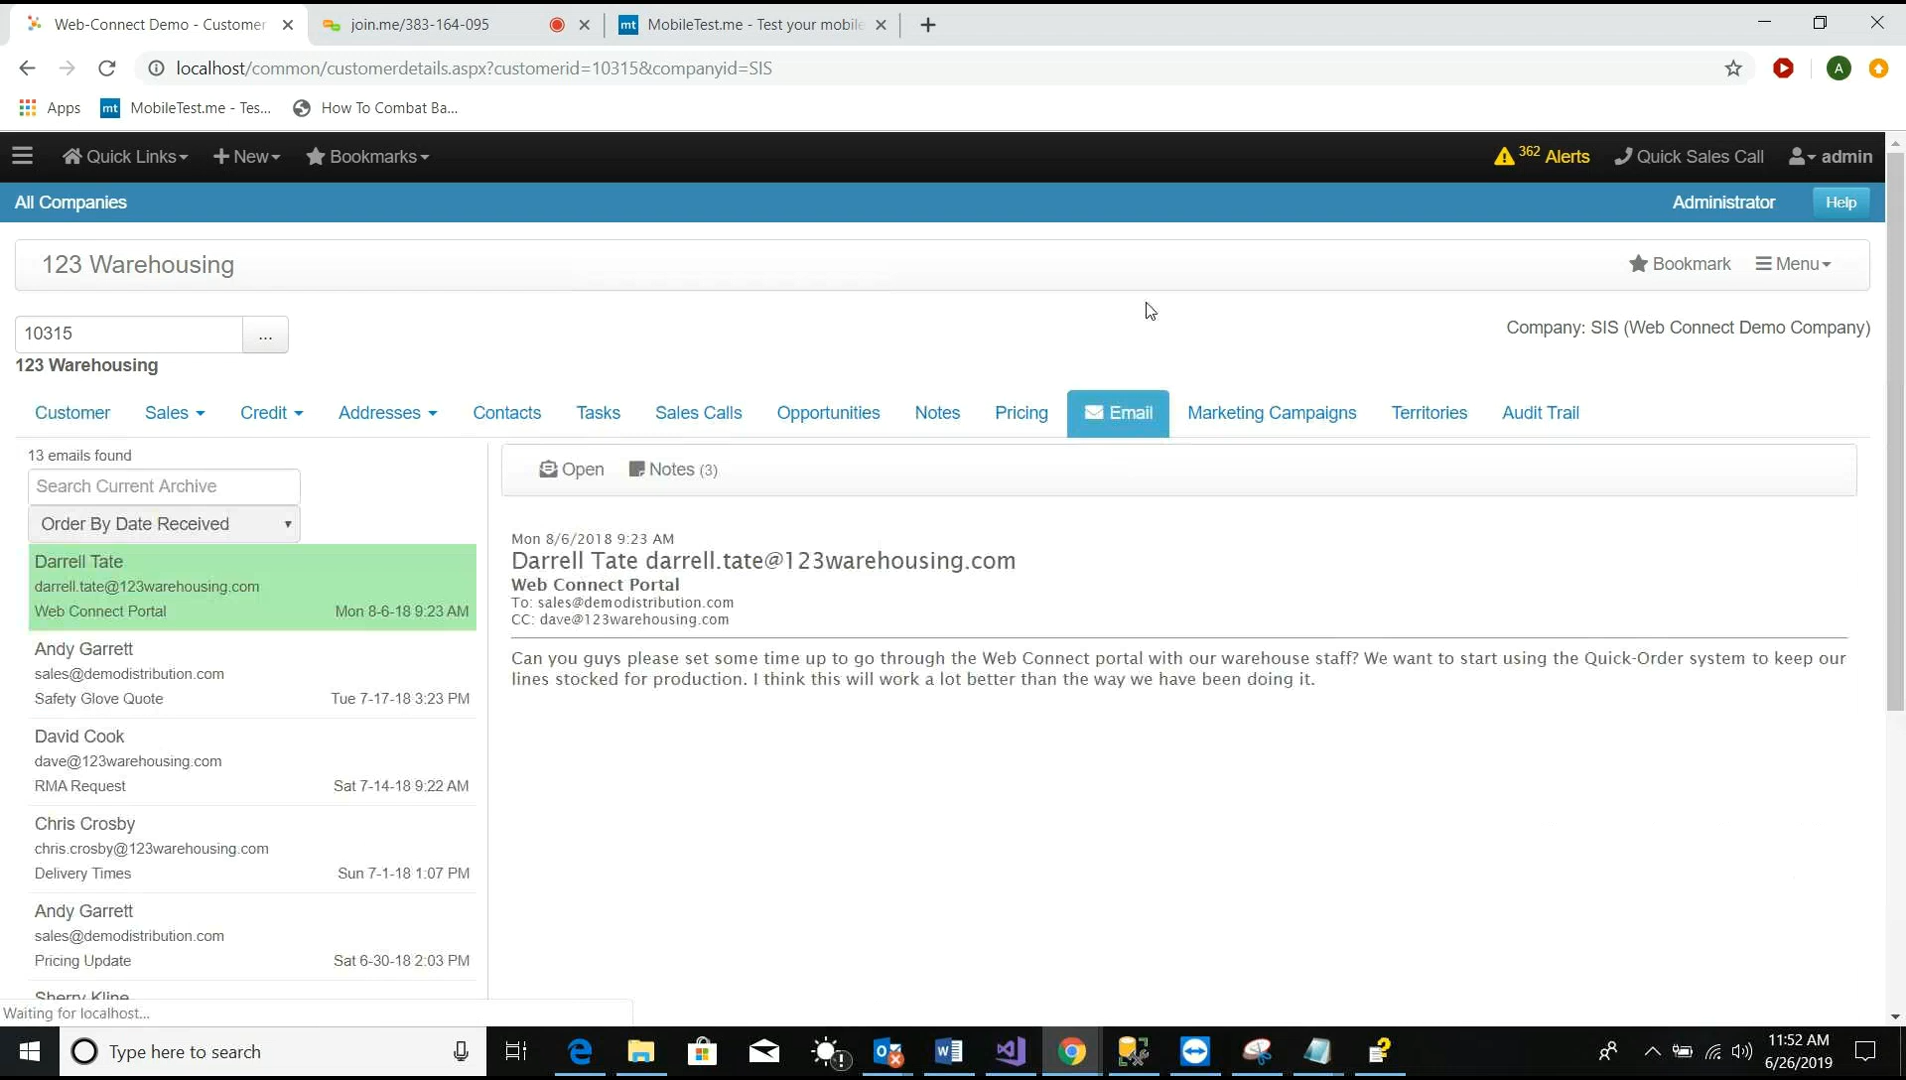 Web-Connect Demo - Customer
join.me/383-164-095
mt MobileTest.me - Test your mobile
localhost/common/customerdetails.aspx?customerid=10315&companyid=SIS
A
Apps
mt MobileTest.me - Tes...
How To Combat Ba...
Quick Links
New
Bookmarks
362 Alerts
Quick Sales Call
admin
All Companies
Administrator
Help
123 Warehousing
Bookmark
Menu
10315
...
Company: SIS (Web Connect Demo Company)
123 Warehousing
Customer
Sales
Credit
Addresses
Contacts
Tasks
Sales Calls
Opportunities
Notes
Pricing
Email
Marketing Campaigns
Territories
Audit Trail
13 emails found
Search Current Archive
Order By Date Received
Darrell Tate
darrell.tate@123warehousing.com
Web Connect Portal Mon 8-6-18 9:23 AM
Andy Garrett
sales@demodistribution.com
Safety Glove Quote Tue 7-17-18 3:23 PM
David Cook
dave@123warehousing.com
RMA Request Sat 7-14-18 9:22 AM
Chris Crosby
chris.crosby@123warehousing.com
Delivery Times Sun 7-1-18 1:07 PM
Andy Garrett
sales@demodistribution.com
Pricing Update Sat 6-30-18 2:03 PM
Sherry Kline
Open
Notes (3)
Mon 8/6/2018 9:23 AM
Darrell Tate darrell.tate@123warehousing.com
Web Connect Portal
To: sales@demodistribution.com
CC: dave@123warehousing.com
Can you guys please set some time up to go through the Web Connect portal with our warehouse staff? We want to start using the Quick-Order system to keep our
lines stocked for production. I think this will work a lot better than the way we have been doing it.
Waiting for localhost...
Type here to search
11:52 AM
6/26/2019